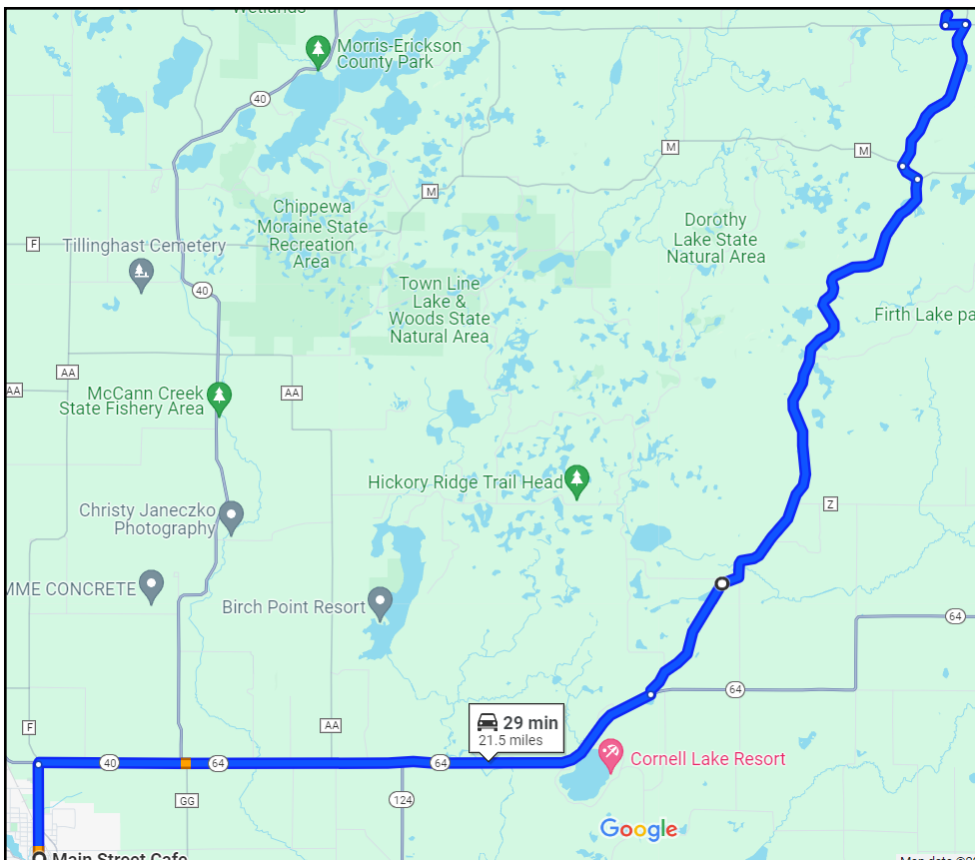 Wetlands
Morris-Erickson
County Park
40
M
M
M
Chippewa
Moraine State
Recreation
Area
Dorothy
Lake State
Natural Area
F
Tillinghast Cemetery
40
Town Line
Lake &
Woods State
Natural Area
Firth Lake pa
AA
AA
AA
McCann Creek
State Fishery Area
Hickory Ridge Trail Head
Christy Janeczko
Photography
Z
MME CONCRETE
Birch Point Resort
64
64
F
AA
29 min
21.5 miles
40
64
64
Cornell Lake Resort
GG
124
Google
Main Street Cafe